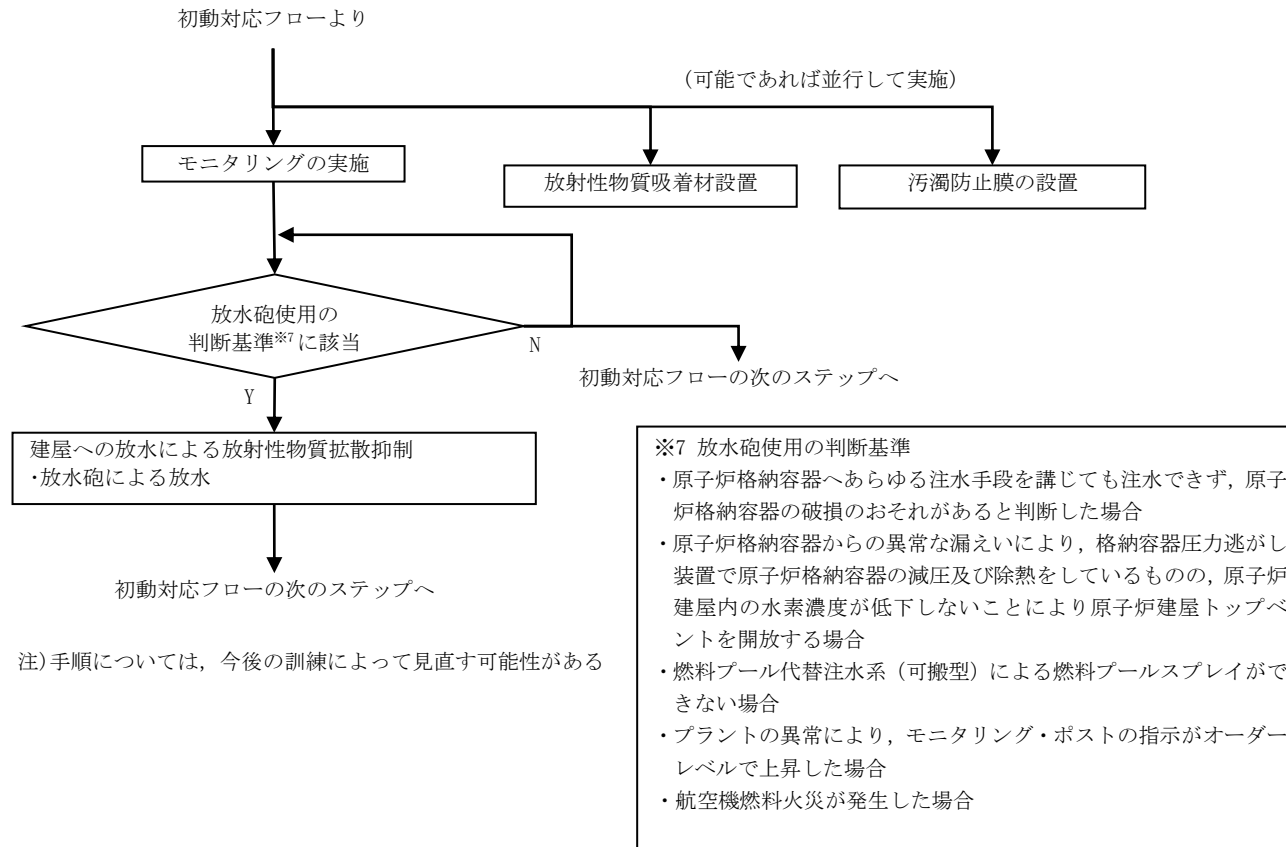 初動対応フローより
(可能であれば並行して実施)
モニタリングの実施
放射性物質吸着材設置
汚濁防止膜の設置
放水砲使用の
判断基準※7に該当
N
初動対応フローの次のステップへ
Y
建屋への放水による放射性物質拡散抑制
・放水砲による放水
初動対応フローの次のステップへ
注)手順については，今後の訓練によって見直す可能性がある
※7 放水砲使用の判断基準
・原子炉格納容器へあらゆる注水手段を講じても注水できず，原子
炉格納容器の破損のおそれがあると判断した場合
・原子炉格納容器からの異常な漏えいにより，格納容器圧力逃がし
装置で原子炉格納容器の減圧及び除熱をしているものの，原子炉
建屋内の水素濃度が低下しないことにより原子炉建屋トップベ
ントを開放する場合
・燃料プール代替注水系（可搬型）による燃料プールスプレイがで
きない場合
・プラントの異常により，モニタリング・ポストの指示がオーダー
レベルで上昇した場合
・航空機燃料火災が発生した場合